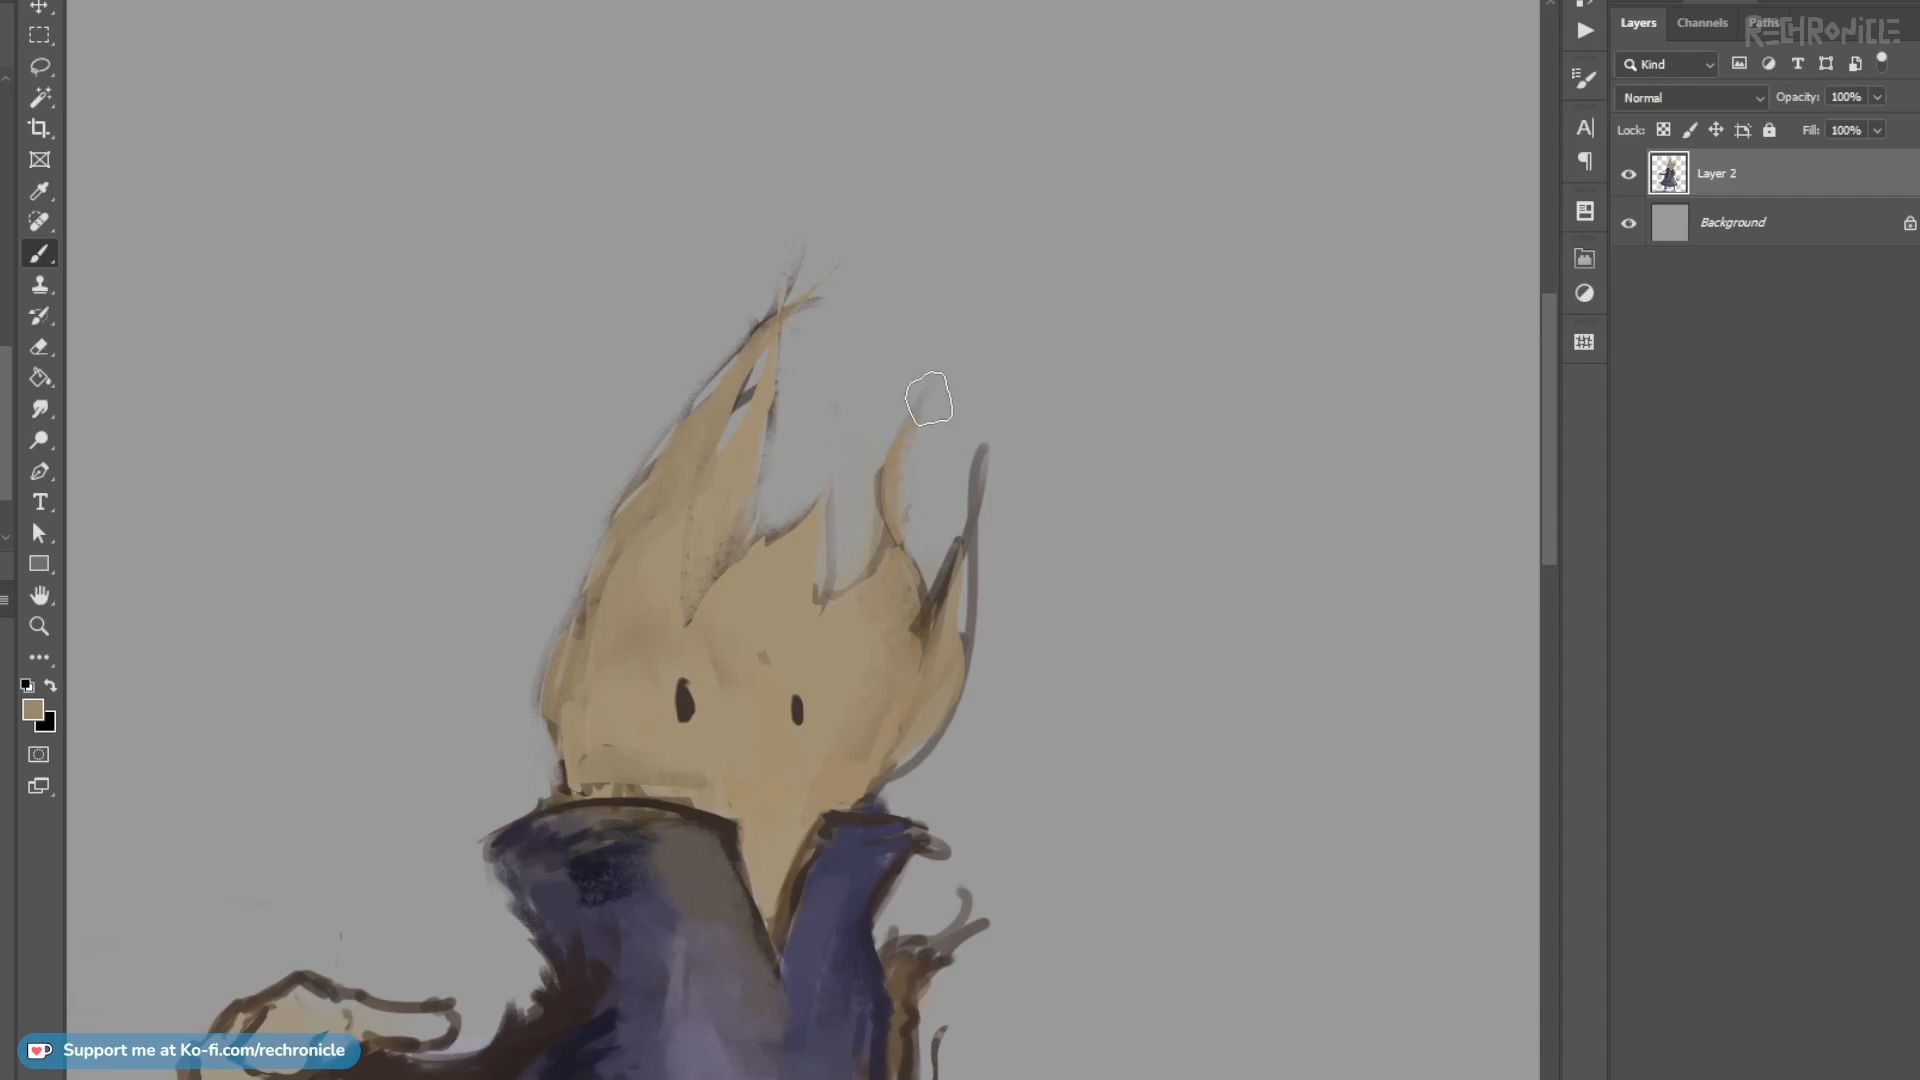 Layers
Channels
Paths
RECHRONICLE
Kind
T
Normal
Opacity:
100%
Lock:
Fill:
100%
Layer 2
Background
A
T
Support me at Ko-fi.com/rechronicle